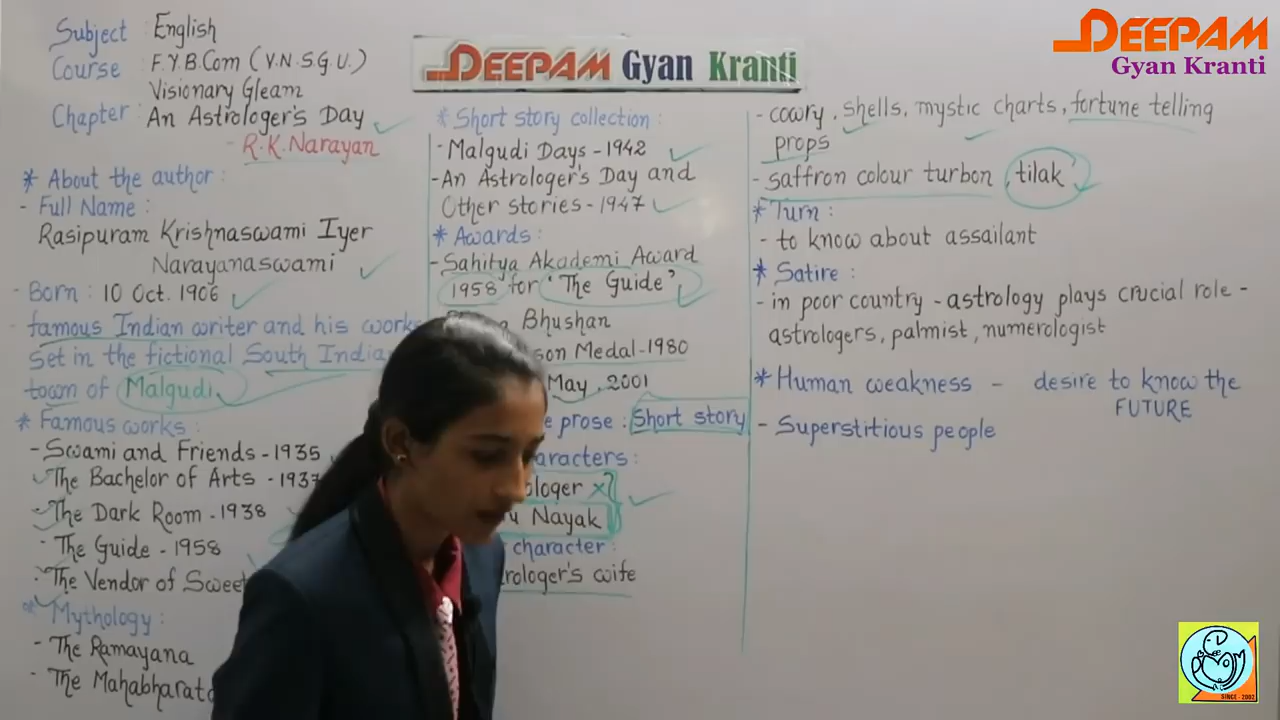 Subject : English
Course : F.Y.B.Com (V.N.S.G.U.)
Visionary Gleam
Chapter : An Astrologer's Day
- R.K.Narayan
* About the author :
- Full Name :
Rasipuram Krishnaswami Iyer
Narayanaswami
- Born : 10 Oct. 1906
- famous Indian writer and his works
set in the fictional South Indian
town of Malgudi
* Famous works :
- Swami and Friends - 1935
- The Bachelor of Arts - 1937
- The Dark Room - 1938
- The Guide - 1958
- The Vendor of Sweet
* Mythology :
- The Ramayana
- The Mahabharata
DEEPAM Gyan Kranti
* Short story collection :
- Malgudi Days - 1942
- An Astrologer's Day and
Other stories - 1947
* Awards :
- Sahitya Akademi Award
1958 for 'The Guide'
Bhushan
son Medal - 1980
May, 2001
prose : Short story
aracters :
ologer
Nayak
character :
rologer's wife
- cowry, shells, mystic charts, fortune telling
props
- saffron colour turbon, tilak
* Turn :
- to know about assailant
* Satire :
- in poor country - astrology plays crucial role -
astrologers, palmist, numerologist
* Human weakness - desire to know the
FUTURE
- Superstitious people
DEEPAM
Gyan Kranti
SINCE - 2002